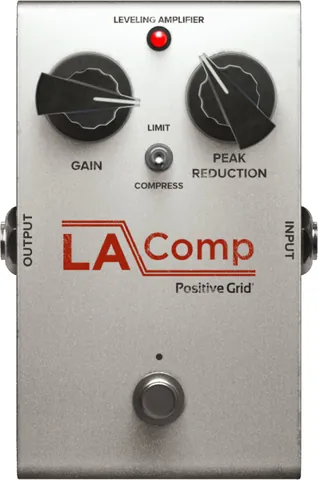 LEVELING AMPLIFIER
LIMIT
GAIN
PEAK
REDUCTION
COMPRESS
OUTPUT
INPUT
LA Comp
Positive Grid